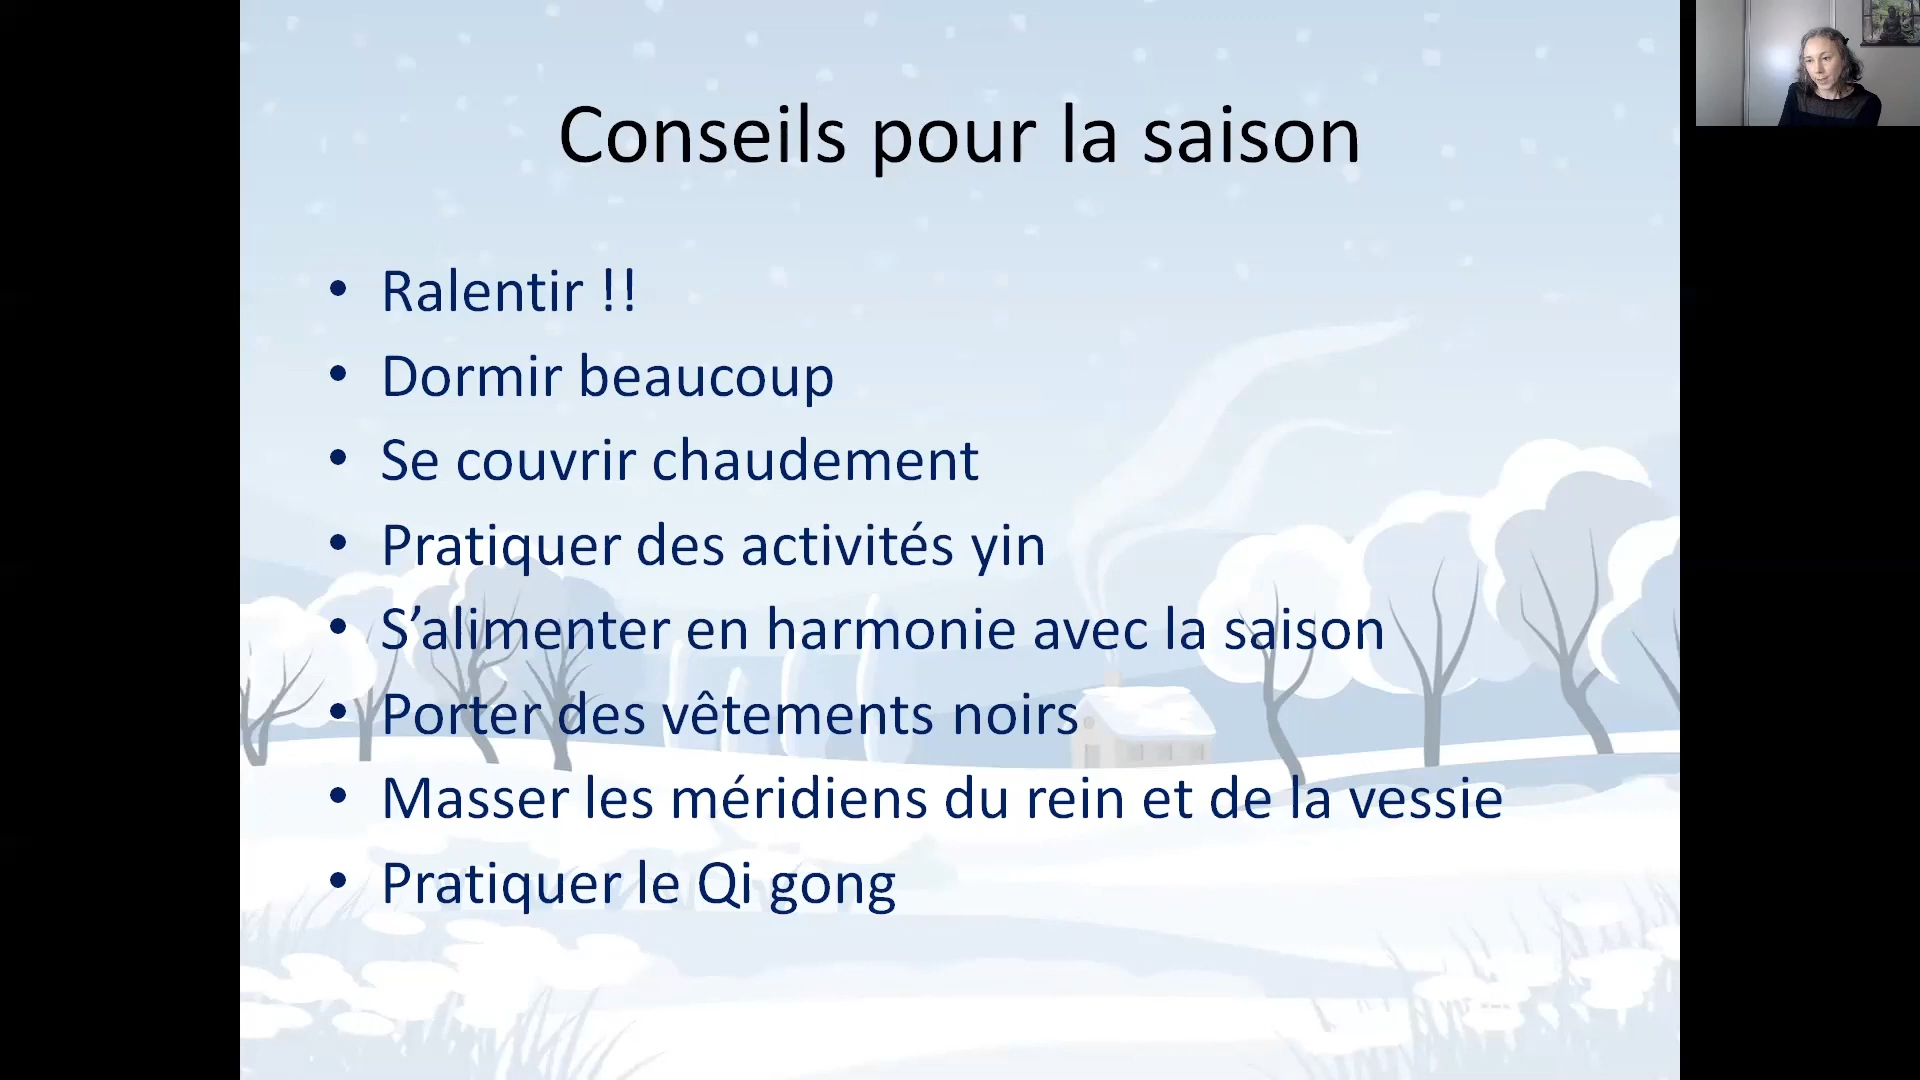 Conseils pour la saison
• Ralentir !!
• Dormir beaucoup
• Se couvrir chaudement
• Pratiquer des activités yin
• S’alimenter en harmonie avec la saison
• Porter des vêtements noirs
• Masser les méridiens du rein et de la vessie
• Pratiquer le Qi gong